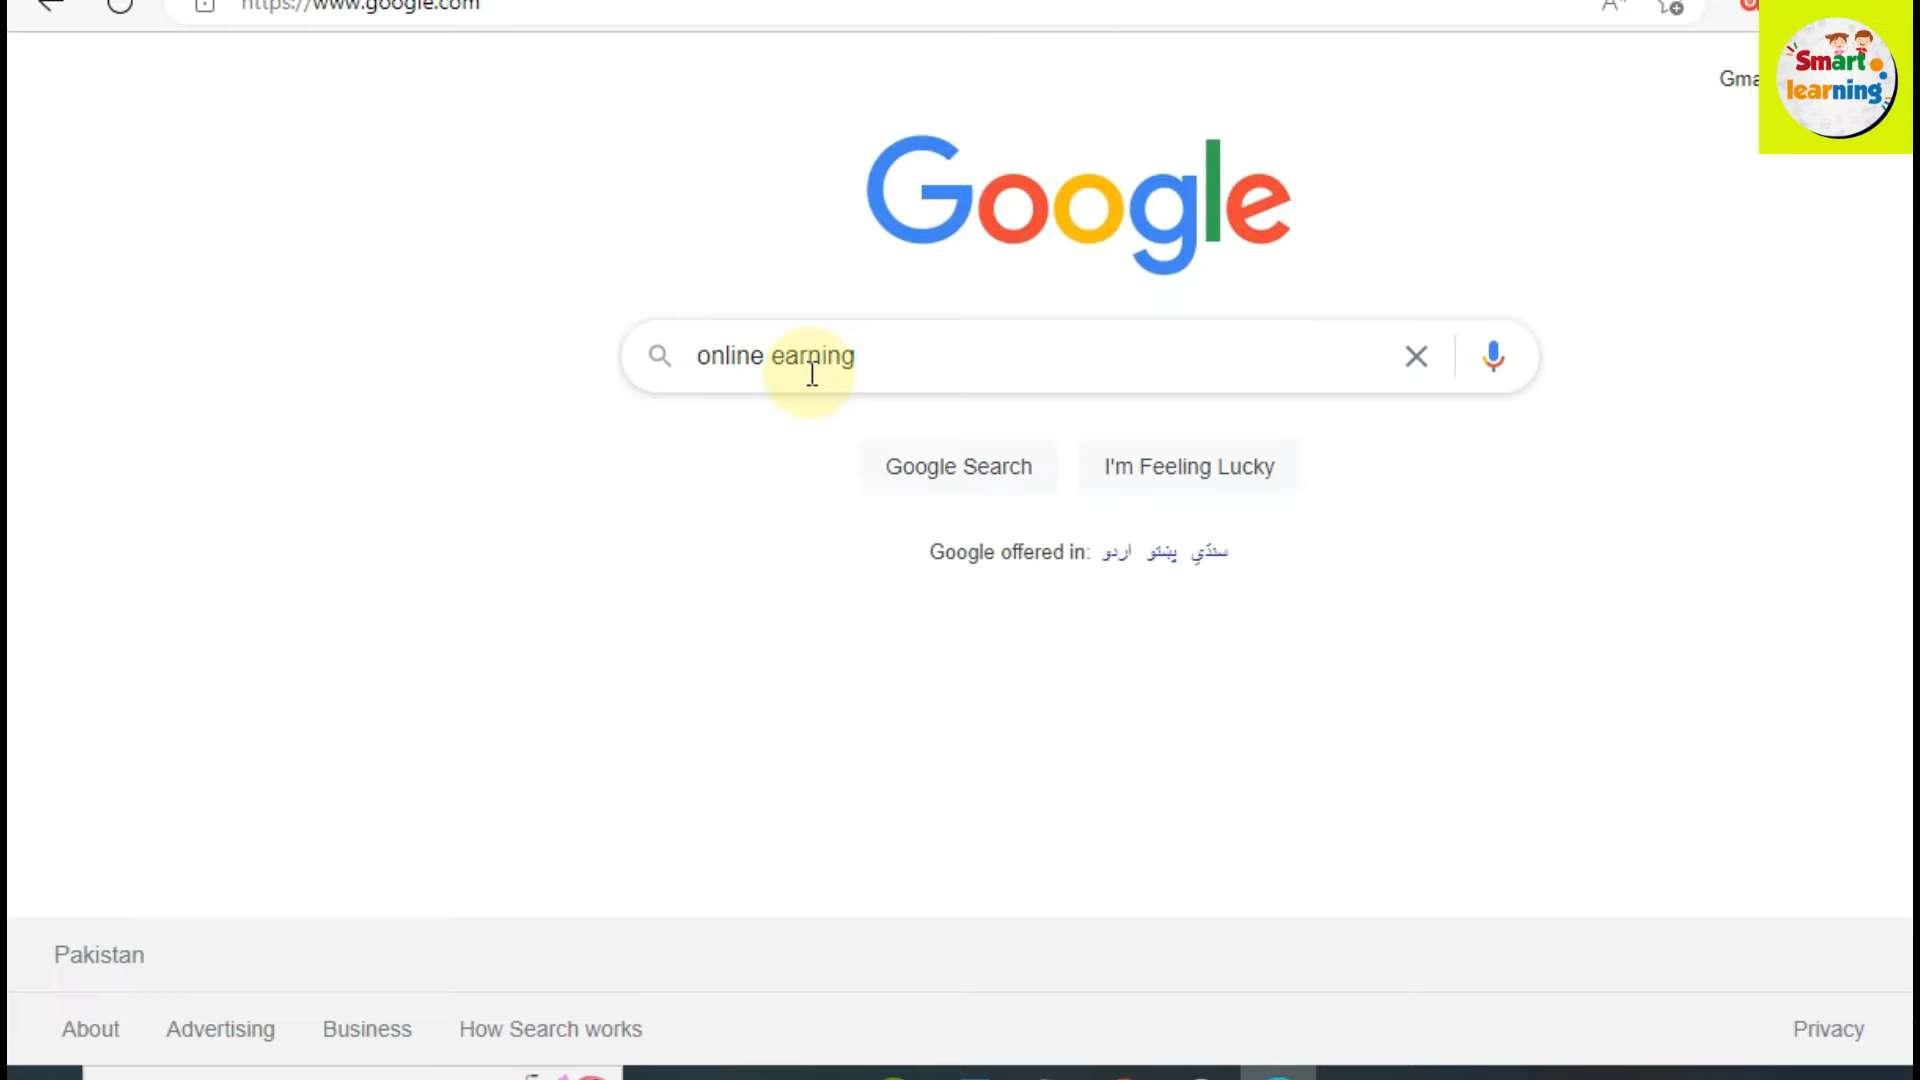 https://www.google.com
Smart
learning
Gma
Google
online earning
Google Search
I'm Feeling Lucky
Google offered in: اردو پښتو سنڌي
Pakistan
About
Advertising
Business
How Search works
Privacy